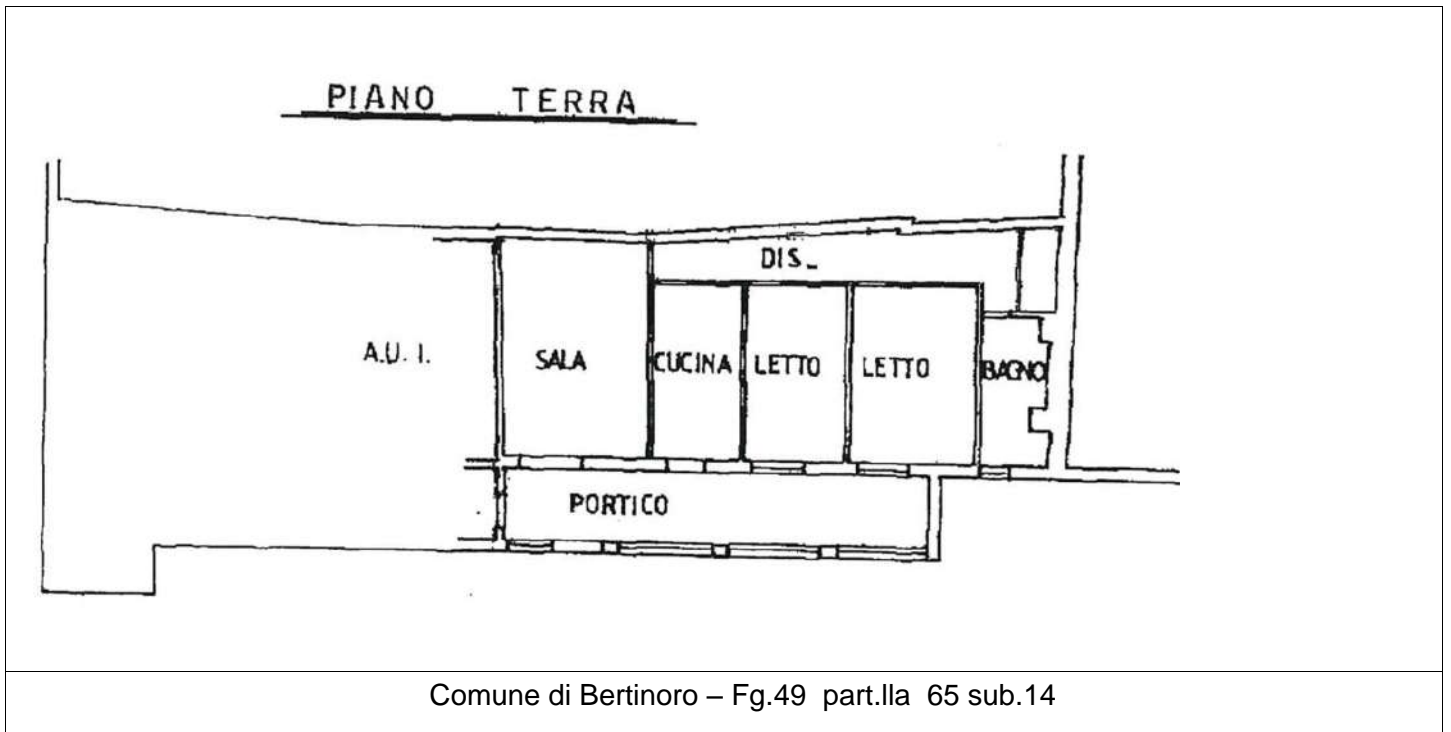 PIANO TERRA
DIS_
A.U.I.
SALA
CUCINA
LETTO
LETTO
BAGNO
PORTICO
Comune di Bertinoro – Fg.49 part.lla 65 sub.14